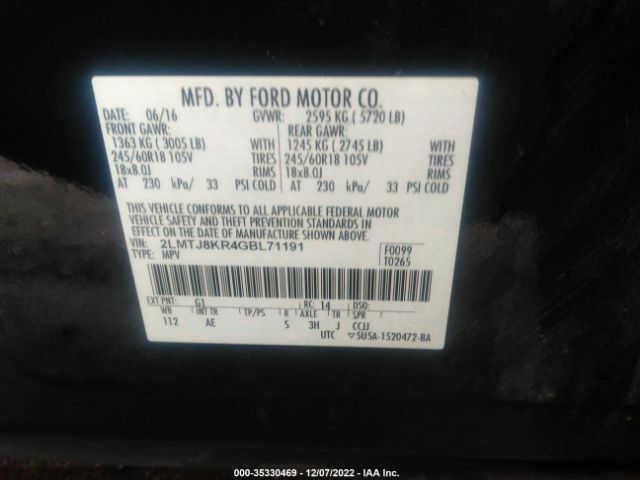 MFD. BY FORD MOTOR CO.
DATE: 06/16 GVWR: 2595 KG ( 5720 LB)
FRONT GAWR: REAR GAWR:
1363 KG ( 3005 LB) 1245 KG ( 2745 LB)
245/60R18 105V TIRES 245/60R18 105V TIRES
18x8.0J RIMS 18x8.0J RIMS
AT 230 kPa/ 33 PSI COLD AT 230 kPa/ 33 PSI COLD
THIS VEHICLE CONFORMS TO ALL APPLICABLE FEDERAL MOTOR
VEHICLE SAFETY AND THEFT PREVENTION STANDARDS IN
EFFECT ON THE DATE OF MANUFACTURE SHOWN ABOVE.
VIN: 2LMTJ8KR4GBL71191 F0099
TYPE: MPV T0265
EXT PNT: G1 RC: 14 DSO:
WB INT TR TP/PS R AXLE TR SPR
112 AE S 3H J CCJJ
UTC ▽5U5A-1520472-BA
000-35330469 - 12/07/2022 - IAA Inc.